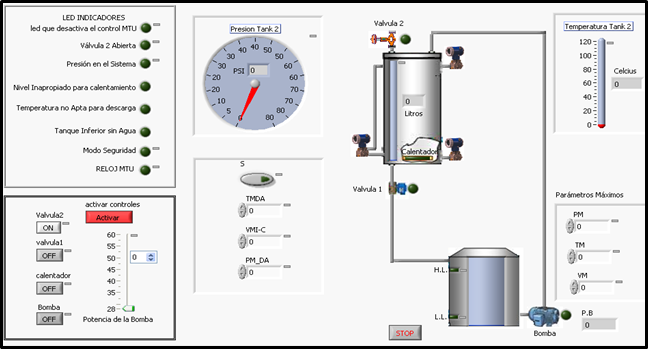 LED INDICADORES
led que desactiva el control MTU
Válvula 2 Abierta
Presión en el Sistema
Nivel Inapropiado para calentamiento
Temperatura no Apta para descarga
Tanque Inferior sin Agua
Modo Seguridad
RELOJ MTU
activar controles
Valvula2
Activar
ON
valvula1
OFF
calentador
OFF
Bomba
OFF
60
55
50
45
40
35
28
0
Potencia de la Bomba
Presion Tank 2
PSI 0
0
5
10
20
30
40
50
60
70
80
S
TMDA
0
VMI-C
0
PM_DA
0
Valvula 2
0
Litros
Calentador
Valvula 1
H.L.
L.L.
STOP
Bomba
P.B
0
Temperatura Tank 2
120
100
80
60
40
20
0
Celcius
0
Parámetros Máximos
PM
0
TM
0
VM
0